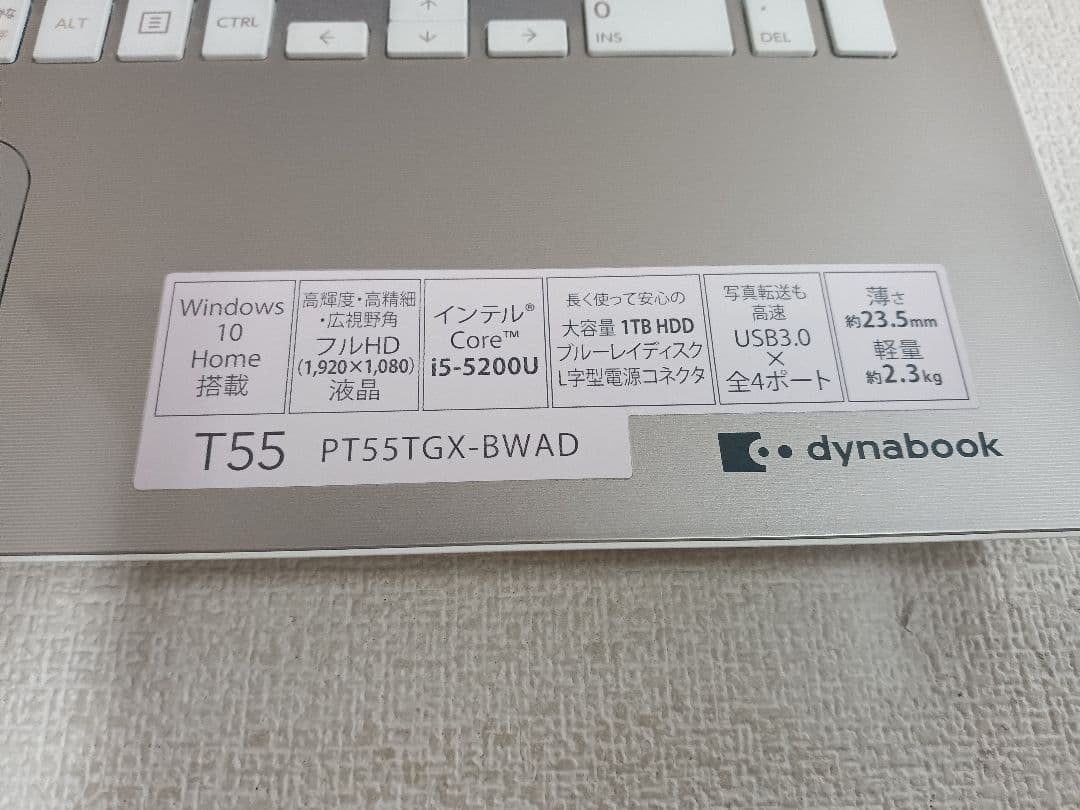 ALT
CTRL
←
↑
↓
→
0
INS
.
DEL
Windows
10
Home
搭載
高輝度・高精細
・広視野角
フルHD
(1,920×1,080)
液晶
インテル®
Core™
i5-5200U
長く使って安心の
大容量 1TB HDD
ブルーレイディスク
L字型電源コネクタ
写真転送も
高速
USB3.0
×
全4ポート
薄さ
約23.5mm
軽量
約2.3kg
T55 PT55TGX-BWAD
dynabook